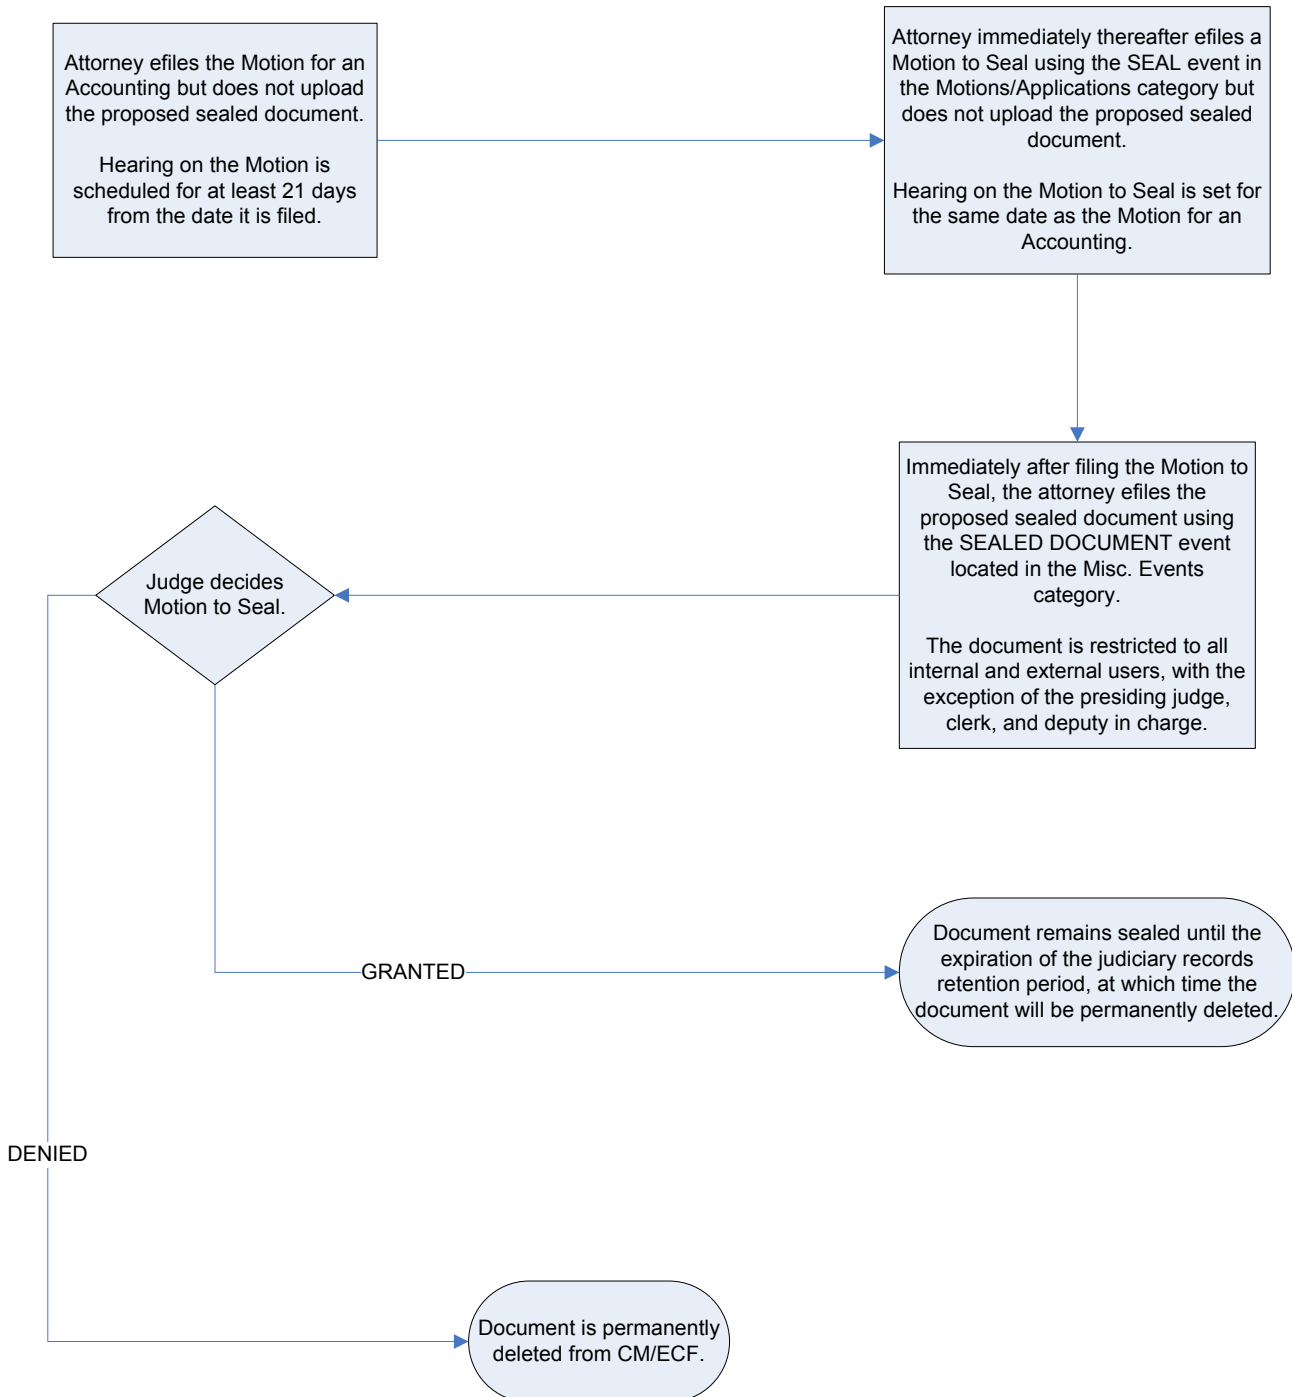 Attorney efiles the Motion for an
Accounting but does not upload
the proposed sealed document.
Hearing on the Motion is
scheduled for at least 21 days
from the date it is filed.
Attorney immediately thereafter efiles a
Motion to Seal using the SEAL event in
the Motions/Applications category but
does not upload the proposed sealed
document.
Hearing on the Motion to Seal is set for
the same date as the Motion for an
Accounting.
Immediately after filing the Motion to
Seal, the attorney efiles the
proposed sealed document using
the SEALED DOCUMENT event
located in the Misc. Events
category.
The document is restricted to all
internal and external users, with the
exception of the presiding judge,
clerk, and deputy in charge.
Judge decides
Motion to Seal.
GRANTED
Document remains sealed until the
expiration of the judiciary records
retention period, at which time the
document will be permanently deleted.
DENIED
Document is permanently
deleted from CM/ECF.